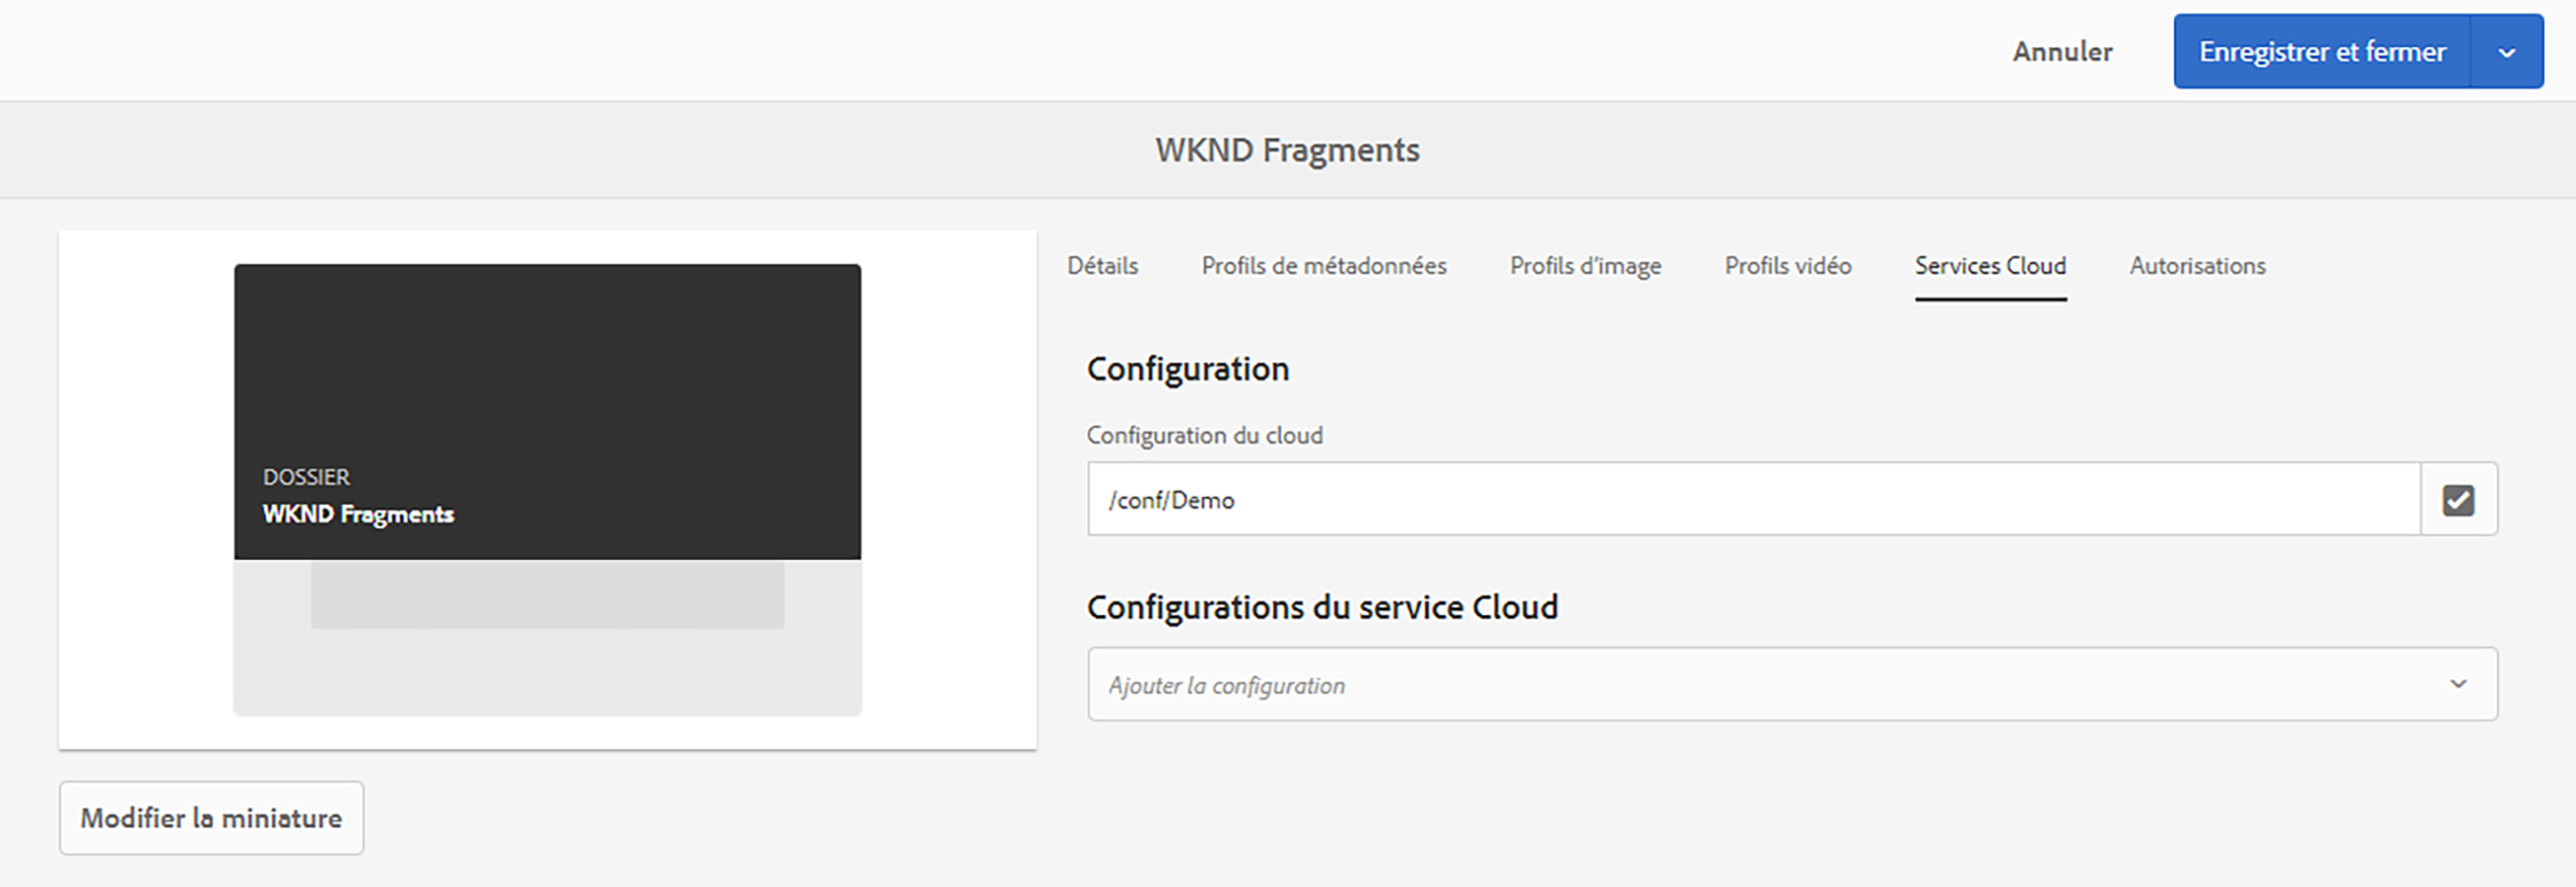 Annuler
Enregistrer et fermer
WKND Fragments
DOSSIER
WKND Fragments
Modifier la miniature
Détails Profils de métadonnées Profils d’image Profils vidéo Services Cloud Autorisations
Configuration
Configuration du cloud
/conf/Demo
Configurations du service Cloud
Ajouter la configuration